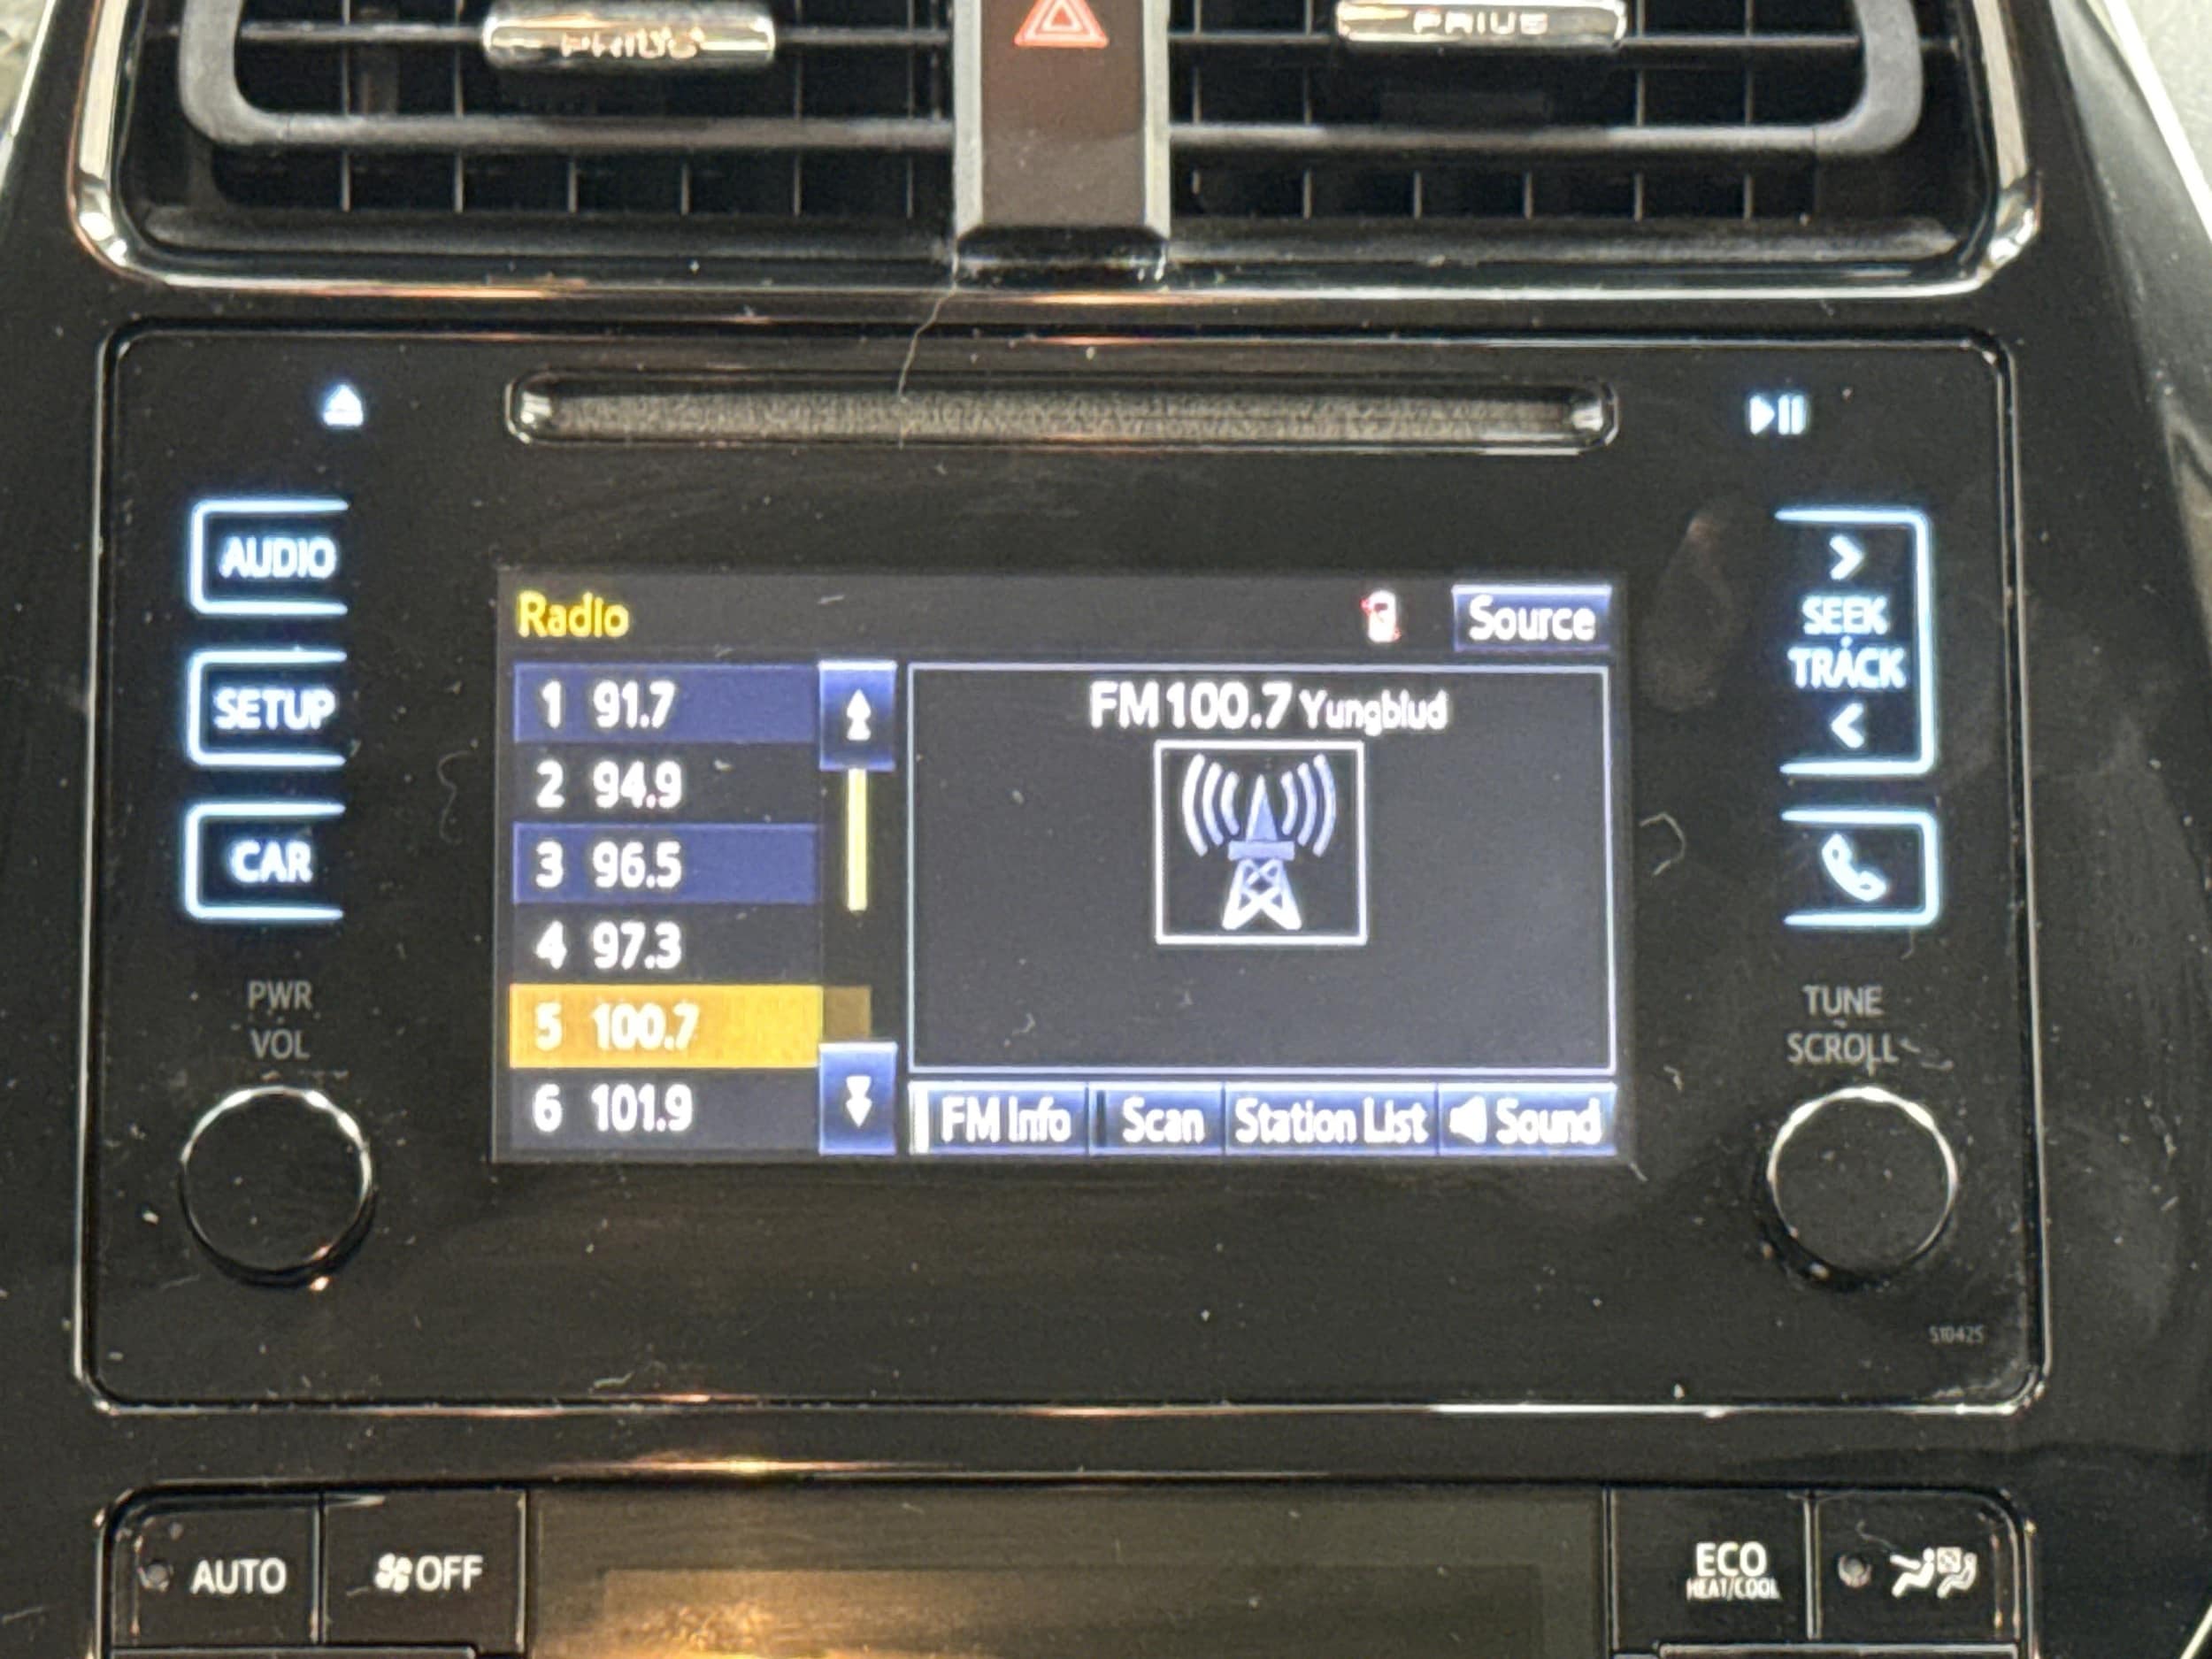 PRIUS
PRIUS
AUDIO
SETUP
CAR
PWR
VOL
Radio
Source
1 91.7
2 94.9
3 96.5
4 97.3
5 100.7
6 101.9
FM100.7 Yungblud
FM Info
Scan
Station List
Sound
>
SEEK
TRACK
<
TUNE
SCROLL
510425
AUTO
OFF
ECO
HEAT/COOL